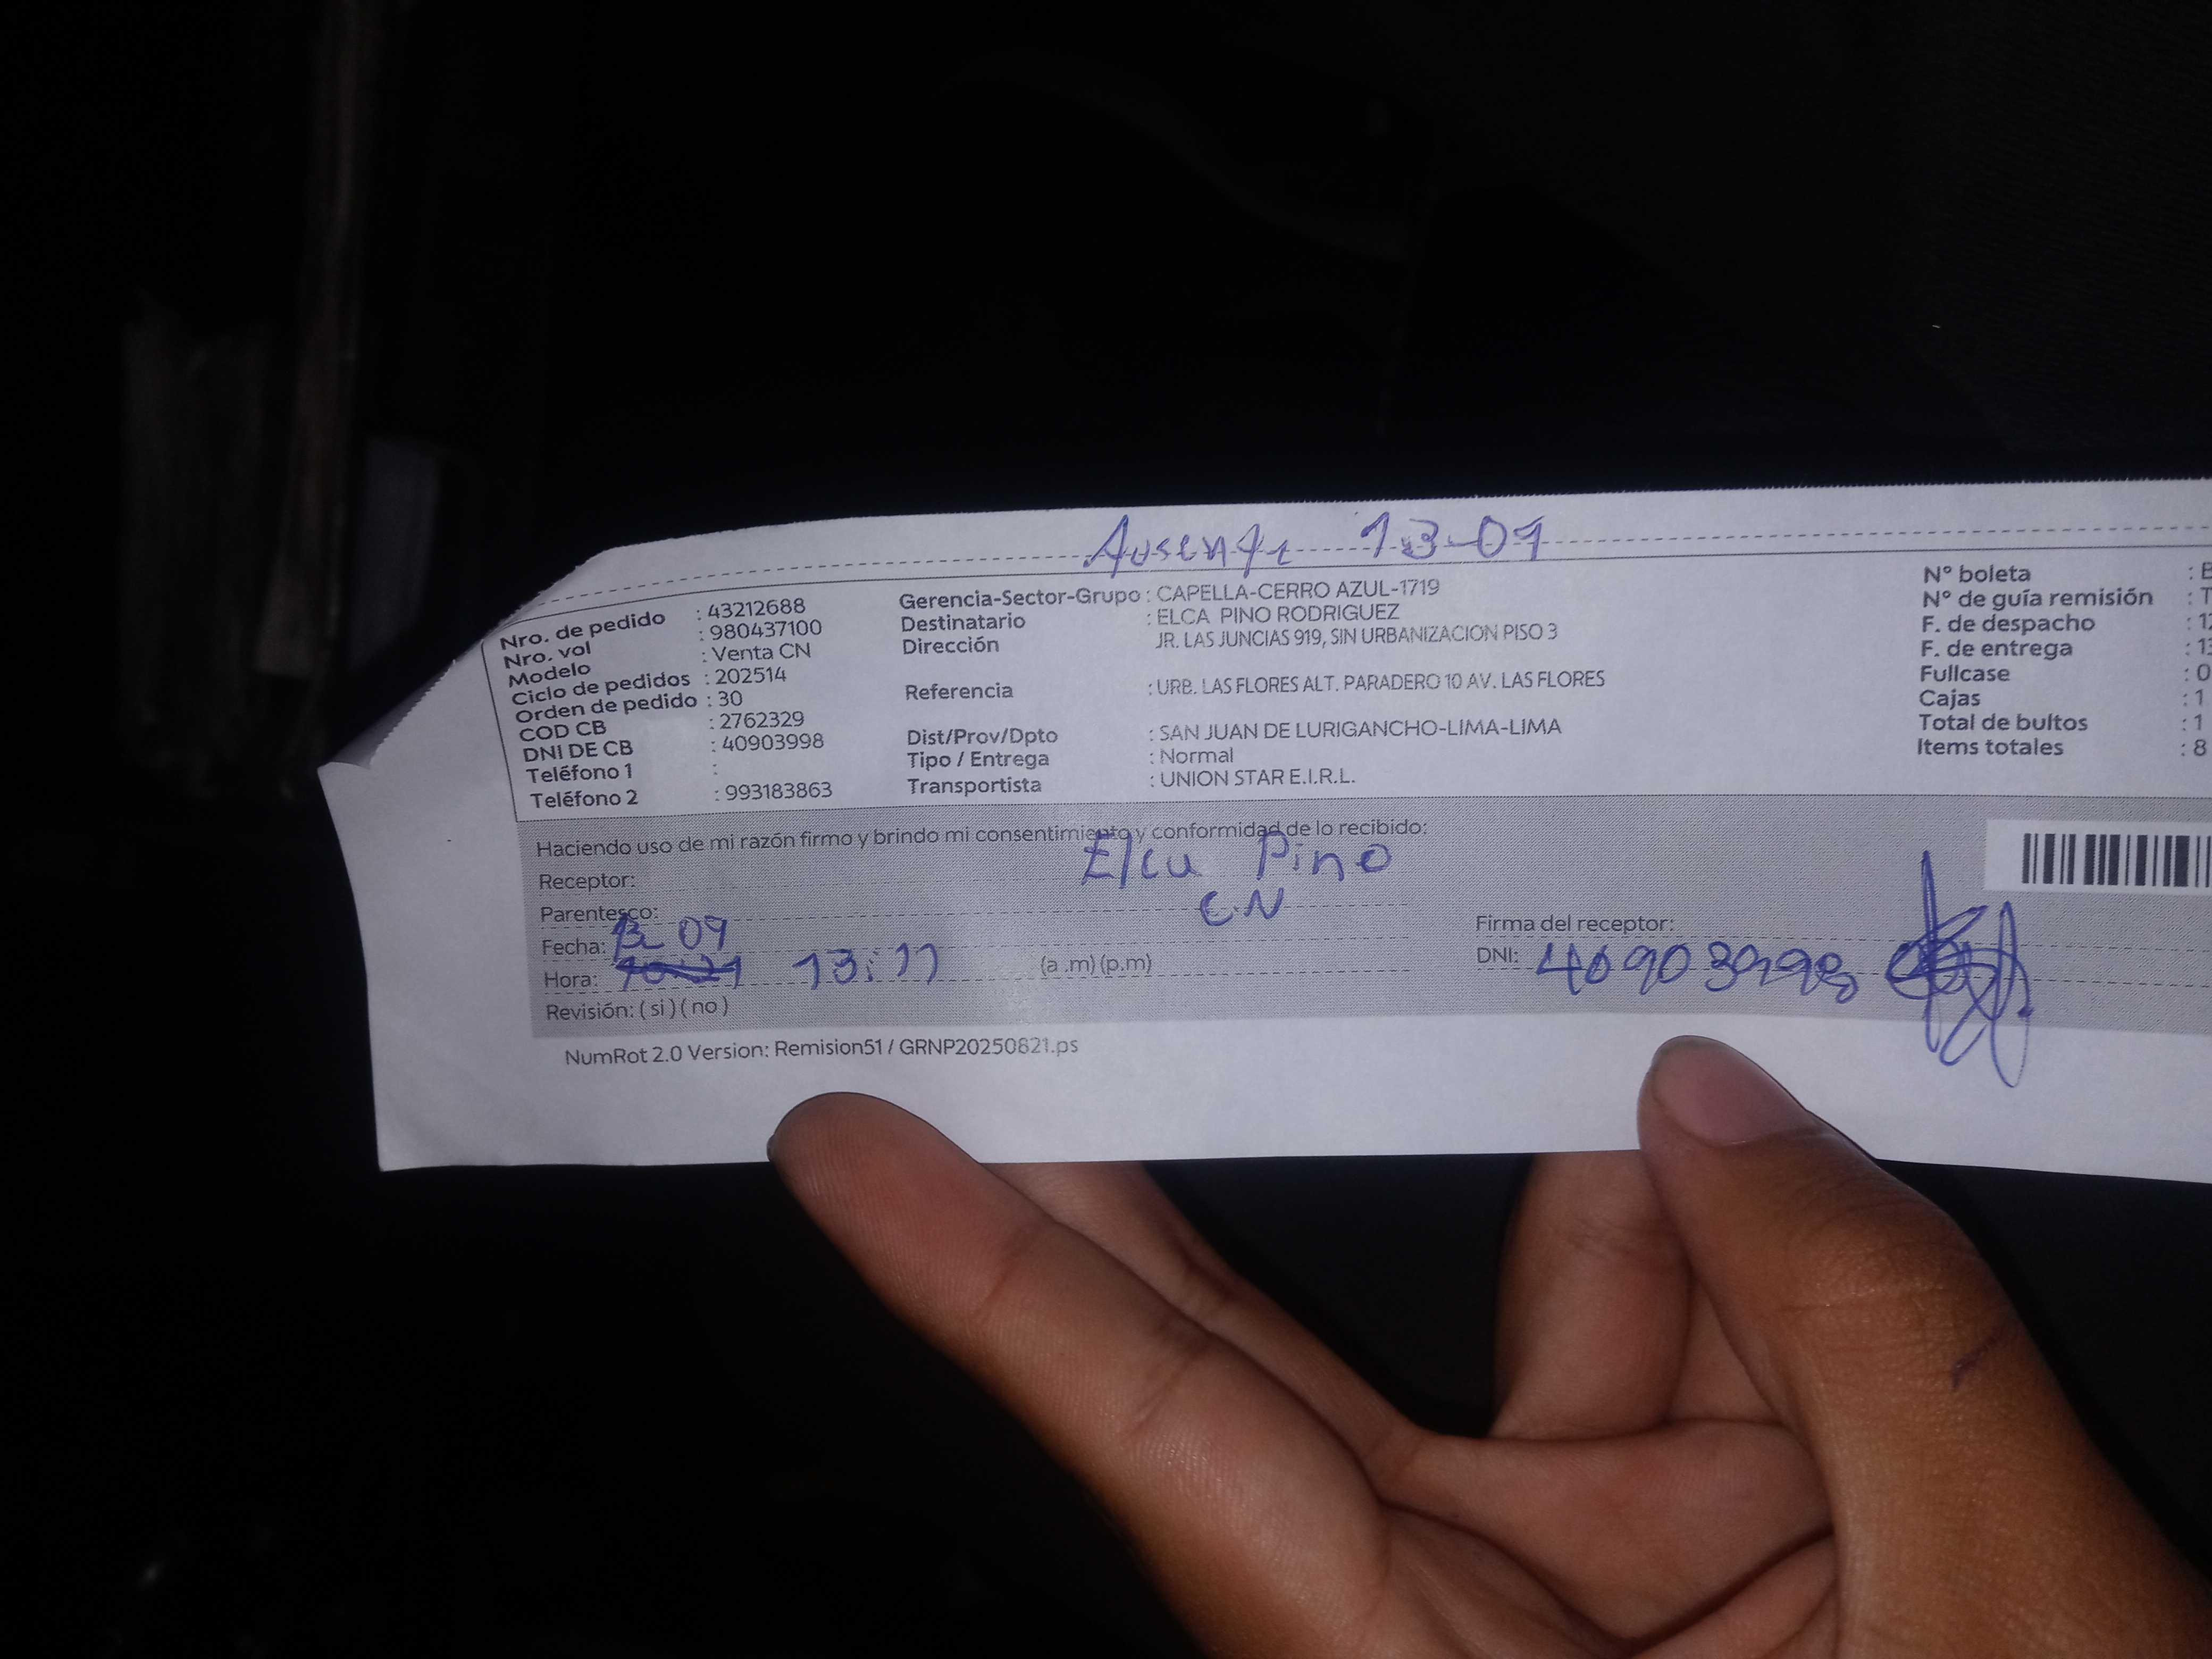 Ausente 13-09
Nro. de pedido : 43212688
Nro. vol : 980437100
Modelo : Venta CN
Ciclo de pedidos : 202514
Orden de pedido : 30
COD CB : 2762329
DNI DE CB : 40903998
Teléfono 1 :
Teléfono 2 : 993183863
Gerencia-Sector-Grupo : CAPELLA-CERRO AZUL-1719
Destinatario : ELCA PINO RODRIGUEZ
Dirección JR. LAS JUNCIAS 919, SIN URBANIZACION PISO 3
Referencia : URB. LAS FLORES ALT. PARADERO 10 AV. LAS FLORES
Dist/Prov/Dpto : SAN JUAN DE LURIGANCHO-LIMA-LIMA
Tipo / Entrega : Normal
Transportista : UNION STAR E.I.R.L.
N° boleta :
N° de guía remisión :
F. de despacho :
F. de entrega :
Fullcase : 0
Cajas : 1
Total de bultos : 1
Items totales : 8
Haciendo uso de mi razón firmo y brindo mi consentimiento y conformidad de lo recibido:
Receptor: Elca Pino
Parentesco: C.N
Fecha: 13-09
Hora: 13:11 (a .m) (p.m)
Revisión: ( si ) ( no )
Firma del receptor:
DNI: 40903998
NumRot 2.0 Version: Remision51 / GRNP20250821.ps